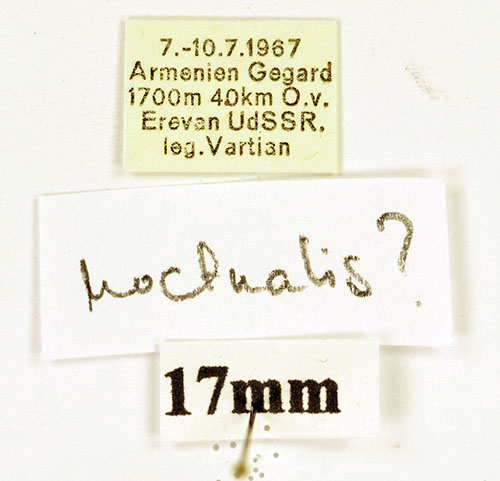 7.-10.7.1967
Armenien Gegard
1700m 40km O.v.
Erevan UdSSR.
leg.Vartian
noctualis?
17mm